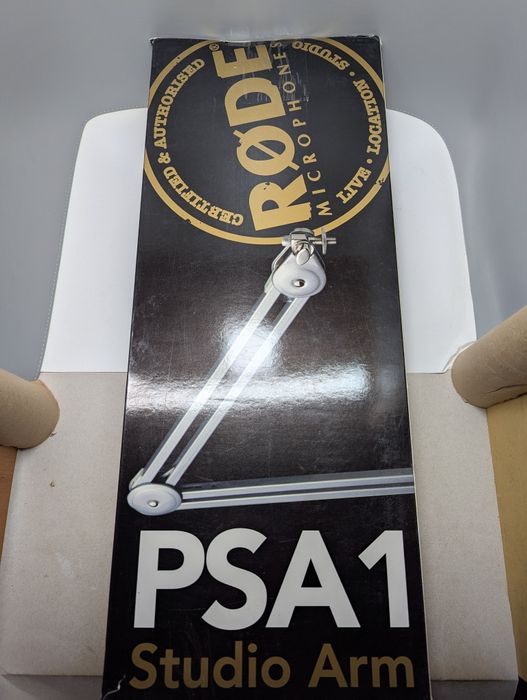 CERTIFIED & AUTHORISED
RØDE®
MICROPHONES
LIVE • LOCATION • STUDIO
PSA1
Studio Arm